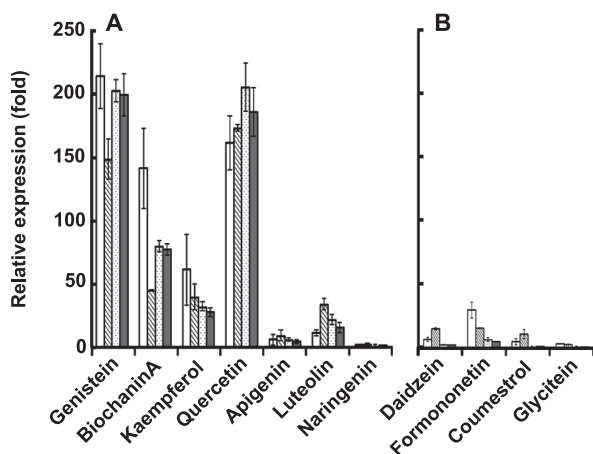 A
B
Relative expression (fold)
250
200
150
100
50
0
Genistein
BiochaninA
Kaempferol
Quercetin
Apigenin
Luteolin
Naringenin
Daidzein
Formononetin
Coumestrol
Glycitein